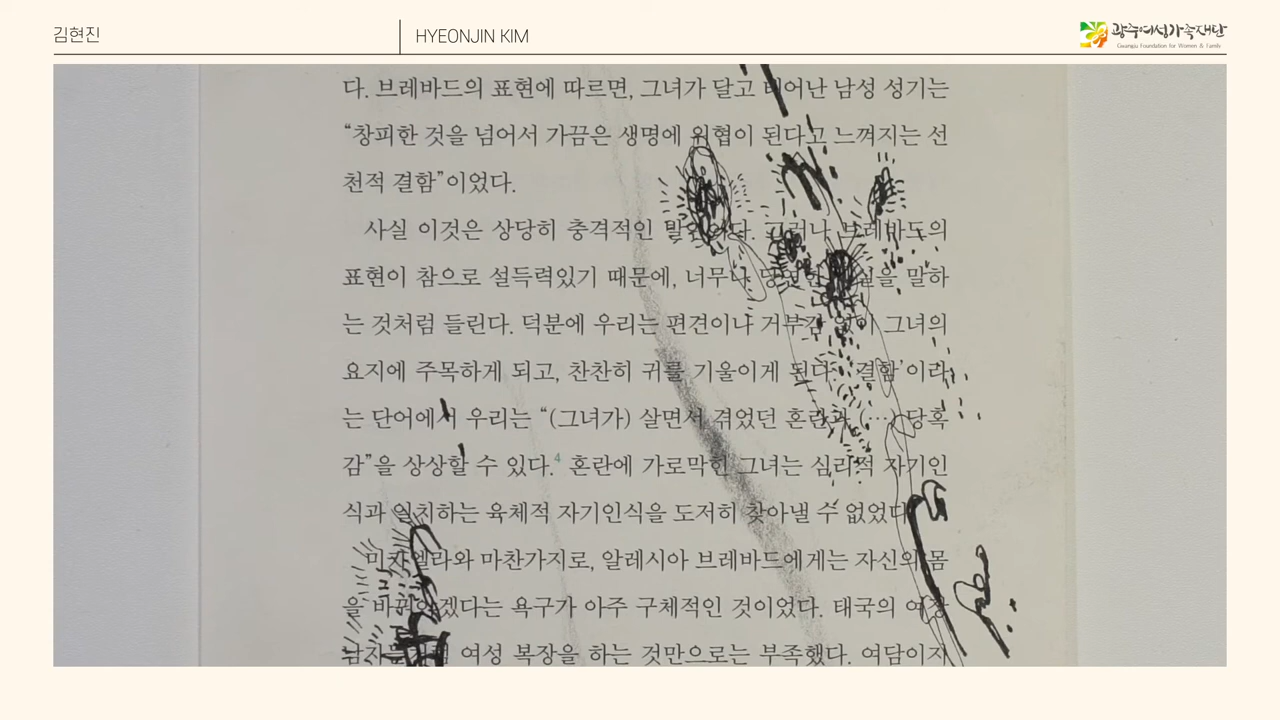 김현진
HYEONJIN KIM
광주여성가족재단
Gwangju Foundation for Women & Family
다. 브레바드의 표현에 따르면, 그녀가 달고 태어난 남성 성기는
“창피한 것을 넘어서 가끔은 생명에 위협이 된다고 느껴지는 선
천적 결함”이었다.
사실 이것은 상당히 충격적인 그러나 브레바드의
표현이 참으로 설득력있기 때문에, 너무나 말하
는 것처럼 들린다. 덕분에 우리는 편견이나 거부감 없이 그녀의
요지에 주목하게 되고, 찬찬히 귀를 기울이게 된다. ‘결함’이라
는 단어에서 우리는 “(그녀가) 살면서 겪었던 혼란과 (…) 당혹
감”을 상상할 수 있다.4 혼란에 가로막힌 그녀는 심리적 자기인
식과 일치하는 육체적 자기인식을 도저히 찾아낼 수 없었다
미카엘라와 마찬가지로, 알레시아 브레바드에게는 자신의 몸
을 바꿔야겠다는 욕구가 아주 구체적인 것이었다. 태국의 여장
여성 복장을 하는 것만으로는 부족했다. 여담이지